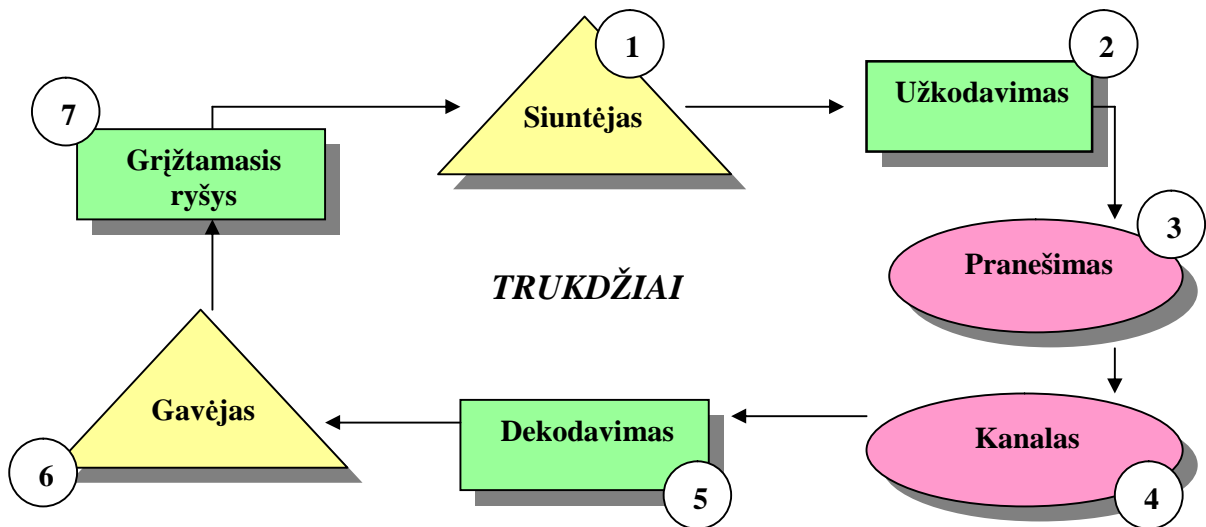 1
Siuntėjas
2
Užkodavimas
3
Pranešimas
4
Kanalas
5
Dekodavimas
6
Gavėjas
7
Grįžtamasis
ryšys
TRUKDŽIAI